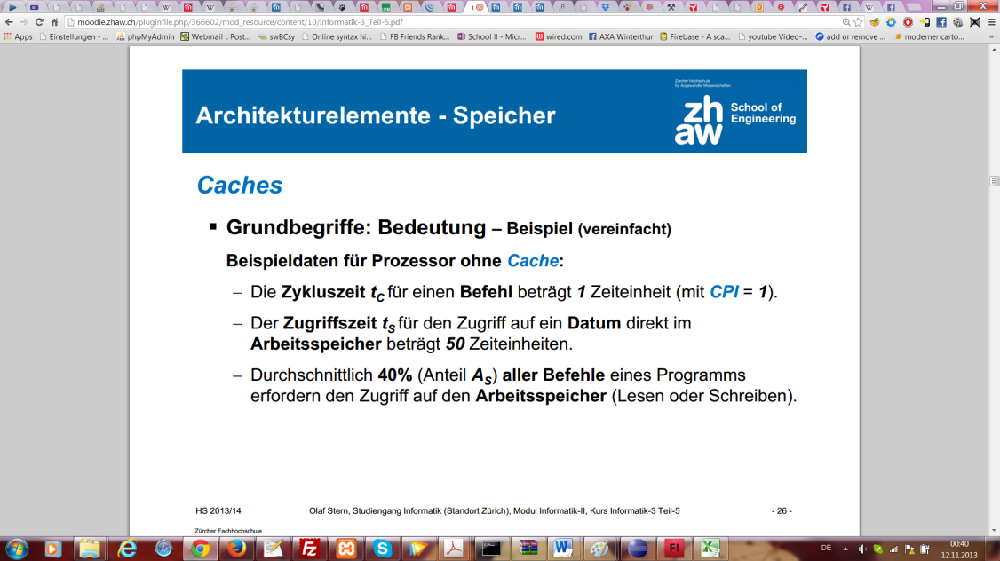 moodle.zhaw.ch/pluginfile.php/366602/mod_resource/content/10/Informatik-3_Teil-5.pdf
Apps Einstellungen - ... phpMyAdmin Webmail :: Post... swBCsy Online syntax hi... FB Friends Rank... School II - Micr... wired.com AXA Winterthur Firebase - A sca... youtube Video-... add or remove ... moderner carto... »
Zürcher Hochschule
für Angewandte Wissenschaften
Architekturelemente - Speicher
zh
aw
School of
Engineering
Caches
▪ Grundbegriffe: Bedeutung – Beispiel (vereinfacht)
Beispieldaten für Prozessor ohne Cache:
– Die Zykluszeit tC für einen Befehl beträgt 1 Zeiteinheit (mit CPI = 1).
– Der Zugriffszeit tS für den Zugriff auf ein Datum direkt im
Arbeitsspeicher beträgt 50 Zeiteinheiten.
– Durchschnittlich 40% (Anteil AS) aller Befehle eines Programms
erfordern den Zugriff auf den Arbeitsspeicher (Lesen oder Schreiben).
HS 2013/14 Olaf Stern, Studiengang Informatik (Standort Zürich), Modul Informatik-II, Kurs Informatik-3 Teil-5 - 26 -
Zürcher Fachhochschule
DE 00:40
12.11.2013